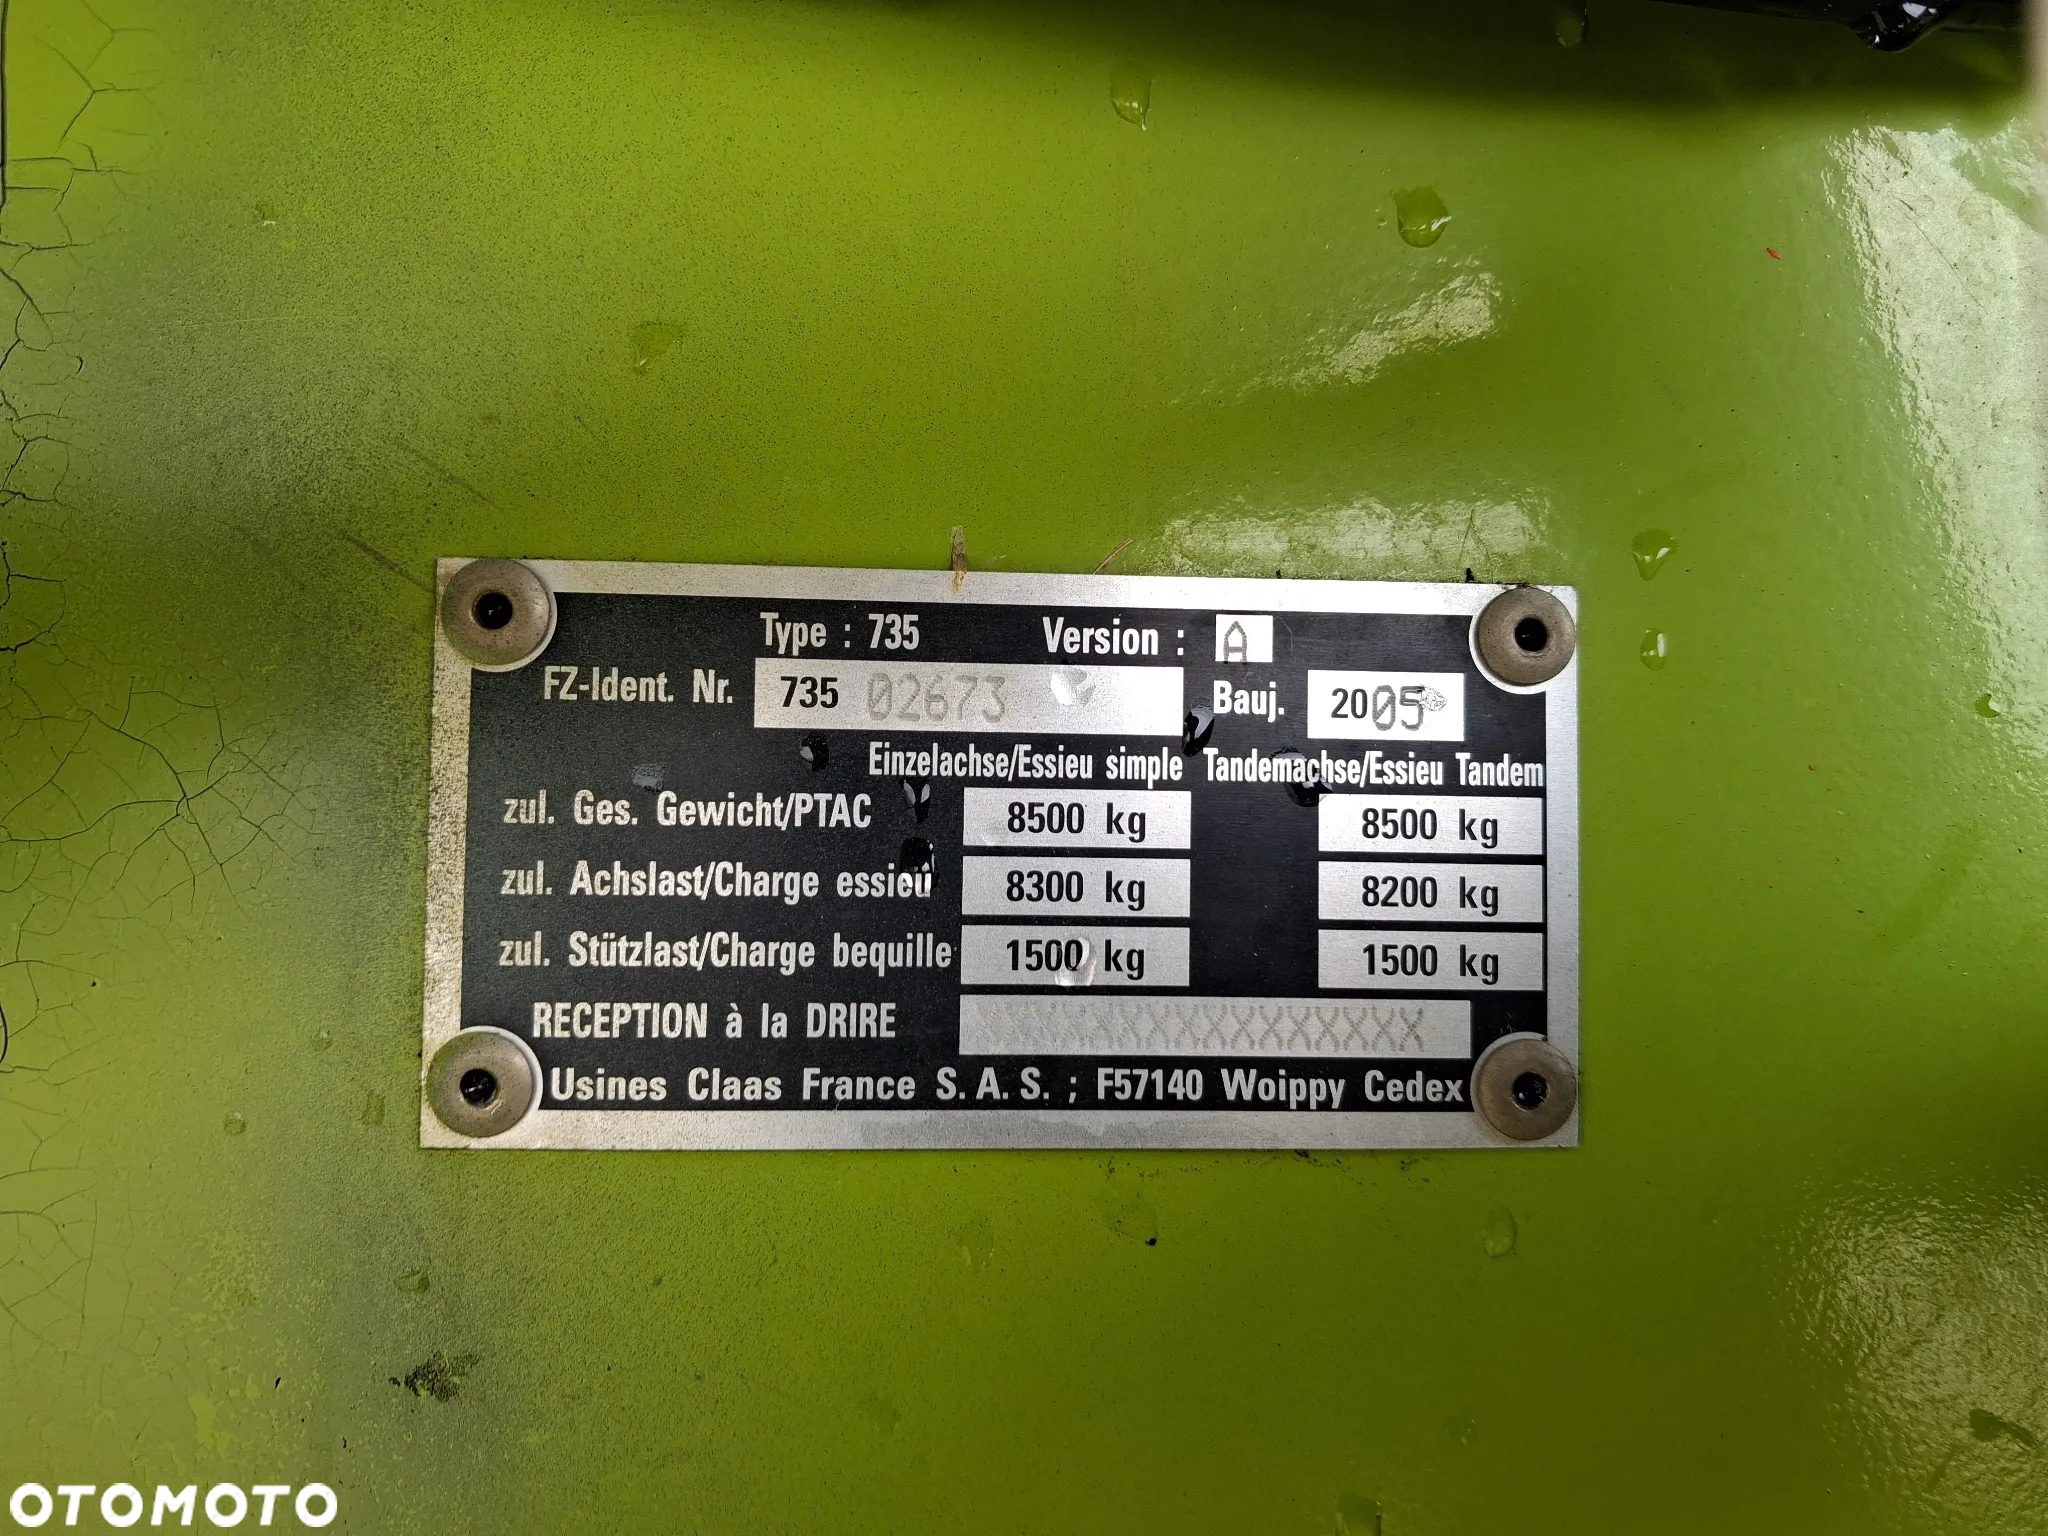 Type : 735 Version : A
FZ-Ident. Nr. 735 02673 Bauj. 2005
Einzelachse/Essieu simple Tandemachse/Essieu Tandem
zul. Ges. Gewicht/PTAC 8500 kg 8500 kg
zul. Achslast/Charge essieu 8300 kg 8200 kg
zul. Stützlast/Charge bequille 1500 kg 1500 kg
RECEPTION à la DRIRE XXXXXXXXXXXXXXXX
Usines Claas France S.A.S. ; F57140 Woippy Cedex
OTOMOTO